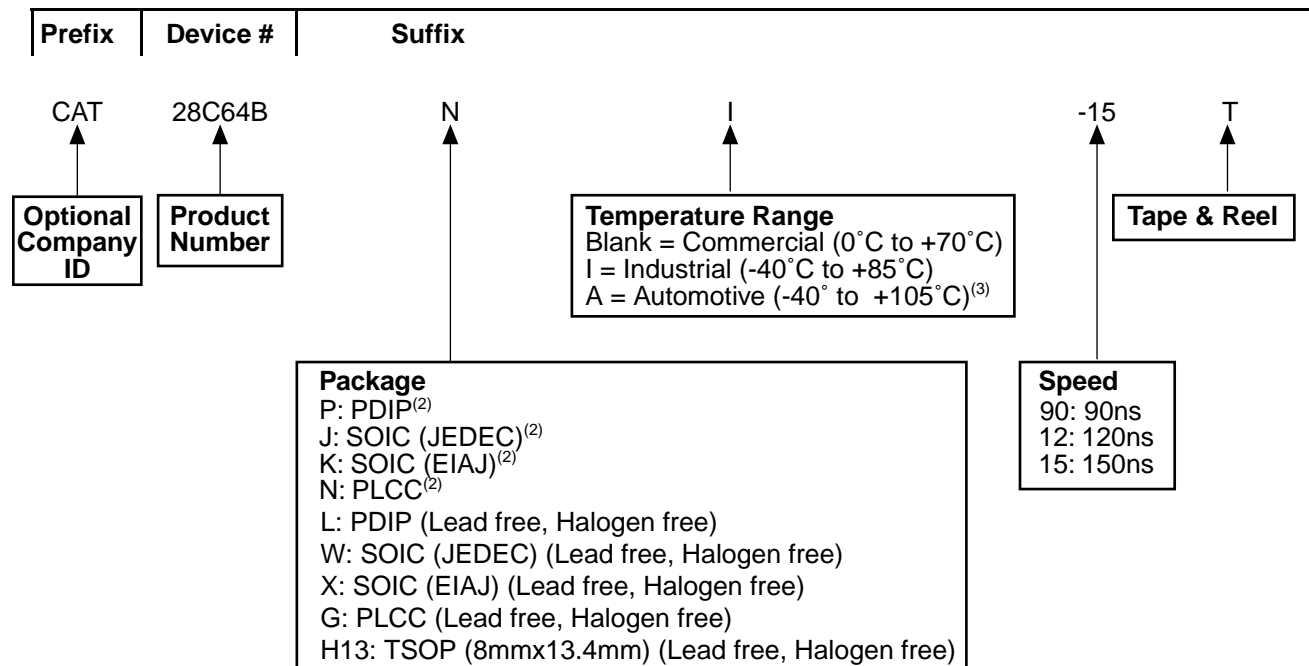 Prefix Device # Suffix
CAT 28C64B N I -15 T
Optional
Company
ID
Product
Number
Temperature Range
Blank = Commercial (0˚C to +70˚C)
I = Industrial (-40˚C to +85˚C)
A = Automotive (-40˚ to +105˚C)(3)
Tape & Reel
Package
P: PDIP(2)
J: SOIC (JEDEC)(2)
K: SOIC (EIAJ)(2)
N: PLCC(2)
L: PDIP (Lead free, Halogen free)
W: SOIC (JEDEC) (Lead free, Halogen free)
X: SOIC (EIAJ) (Lead free, Halogen free)
G: PLCC (Lead free, Halogen free)
H13: TSOP (8mmx13.4mm) (Lead free, Halogen free)
Speed
90: 90ns
12: 120ns
15: 150ns